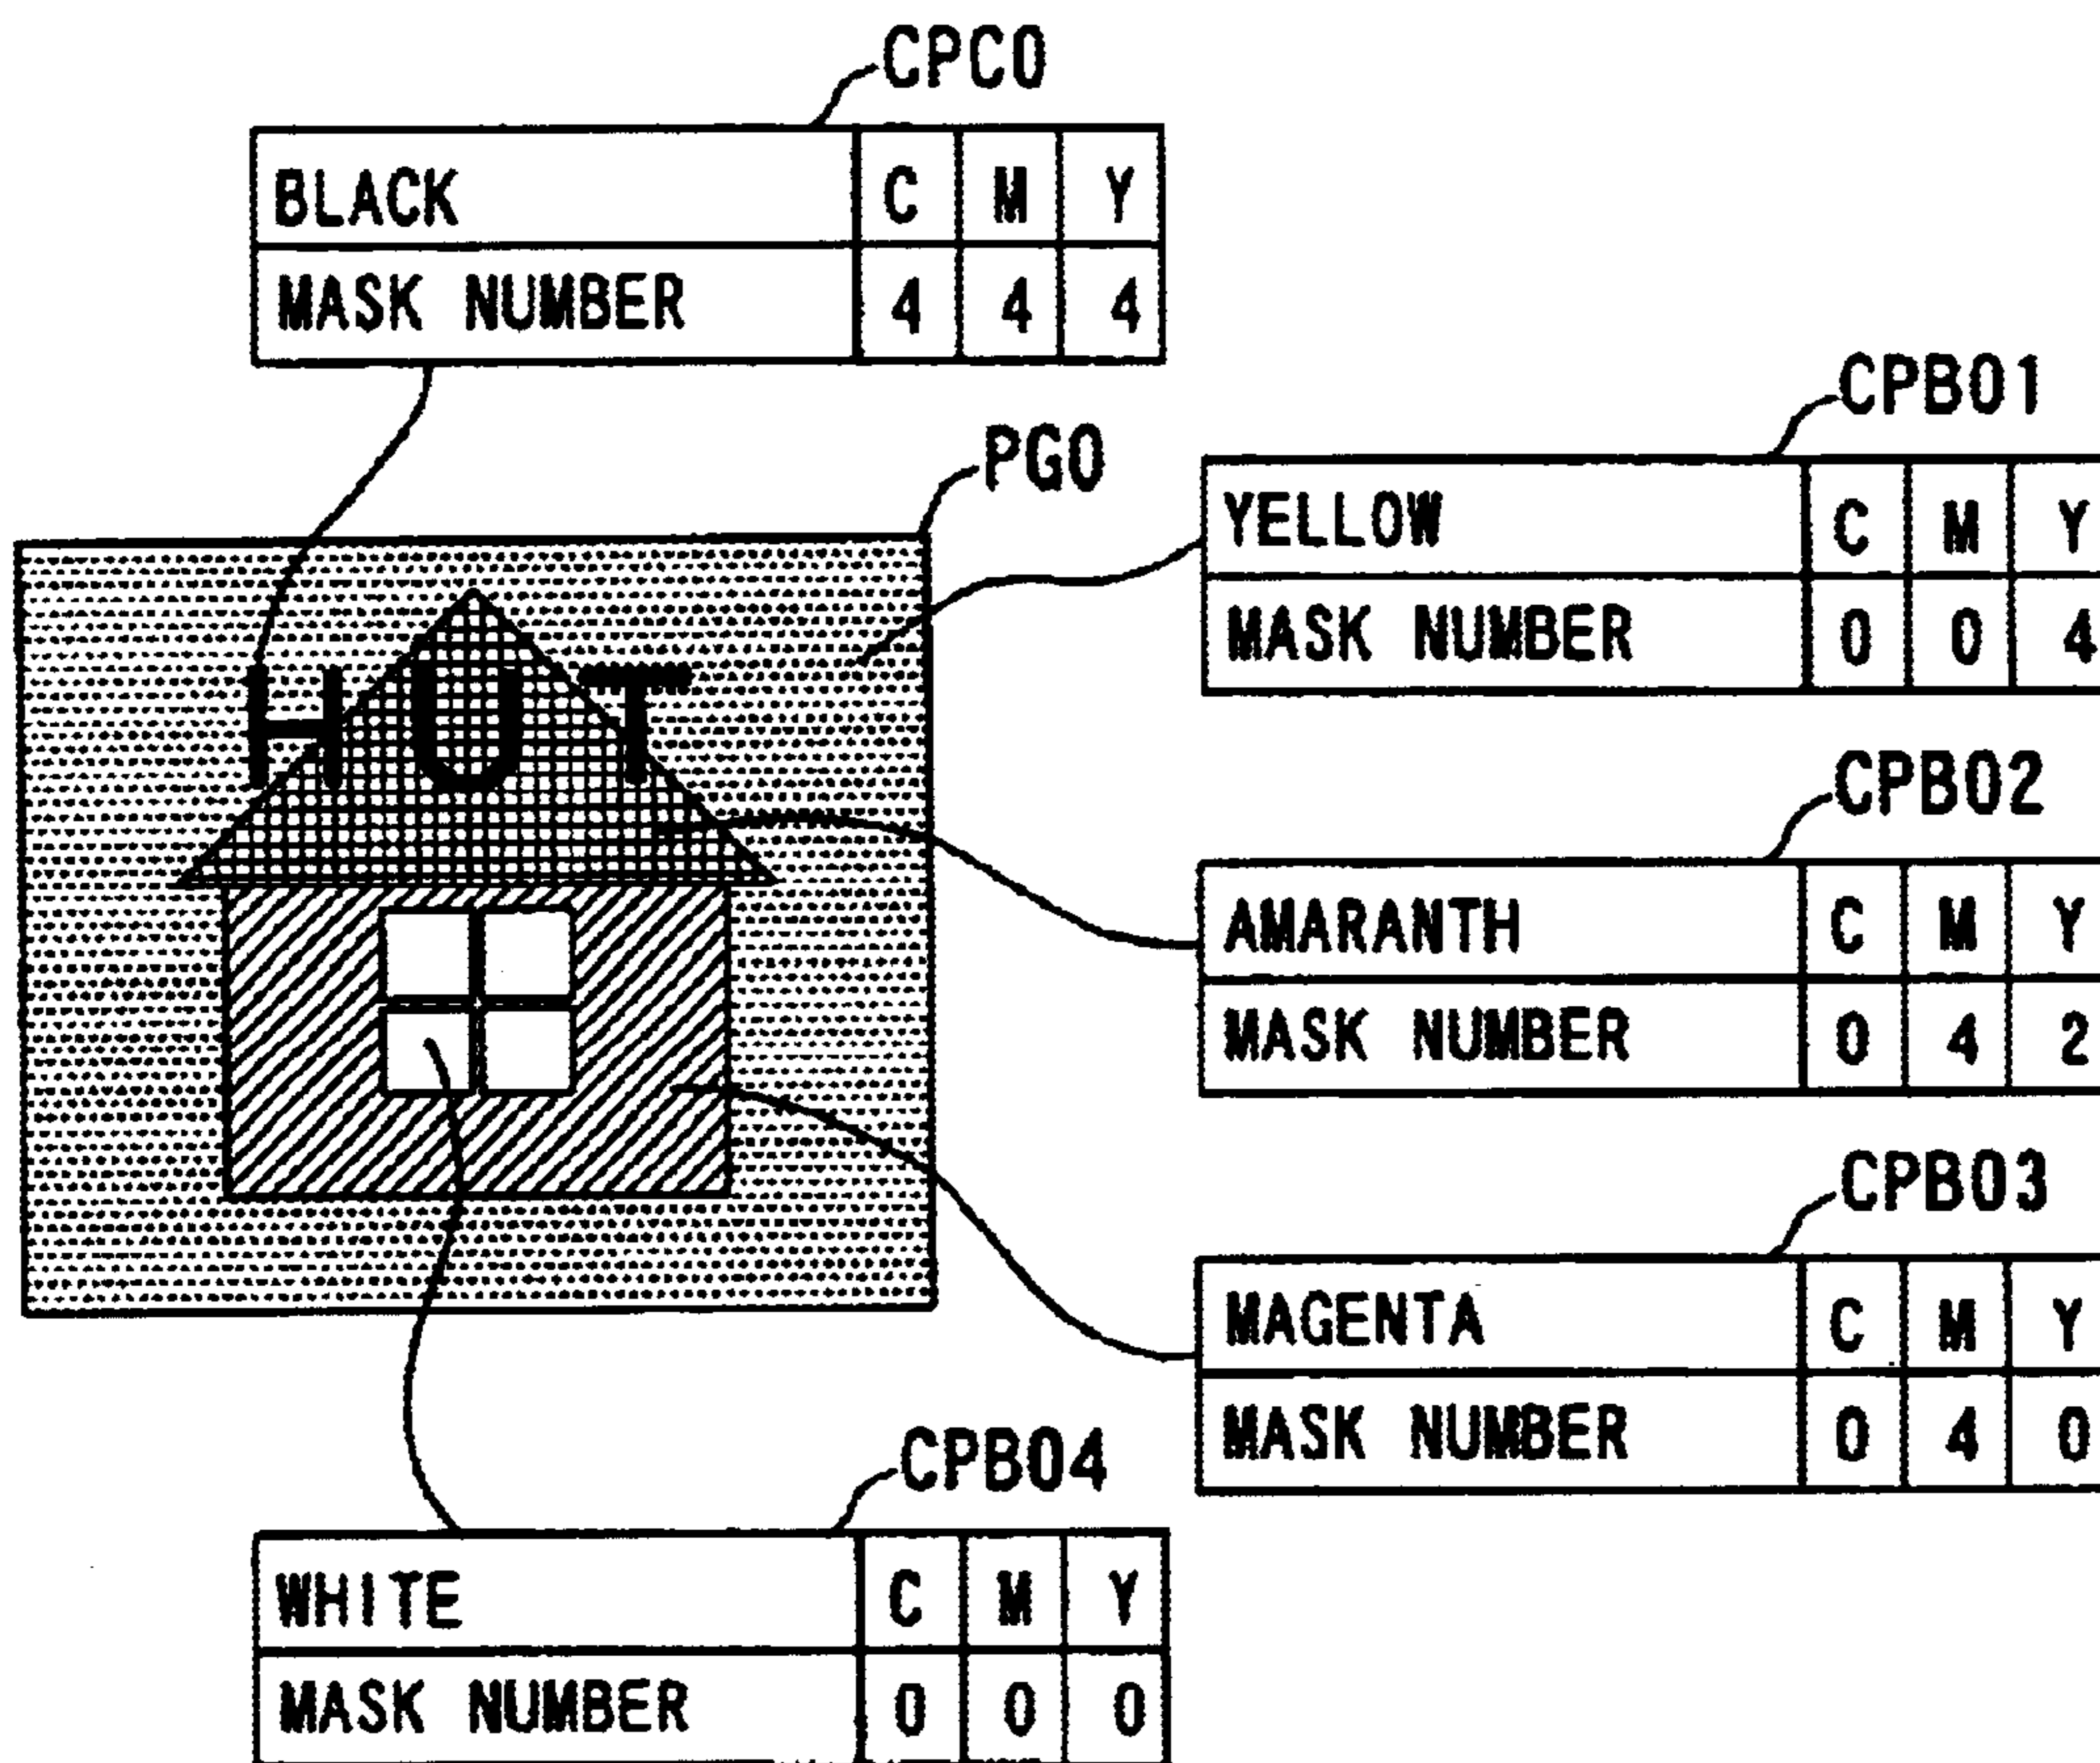 CPC0
BLACK C M Y
MASK NUMBER 4 4 4
PG0
HUT
CPB01
YELLOW C M Y
MASK NUMBER 0 0 4
CPB02
AMARANTH C M Y
MASK NUMBER 0 4 2
CPB03
MAGENTA C M Y
MASK NUMBER 0 4 0
CPB04
WHITE C M Y
MASK NUMBER 0 0 0